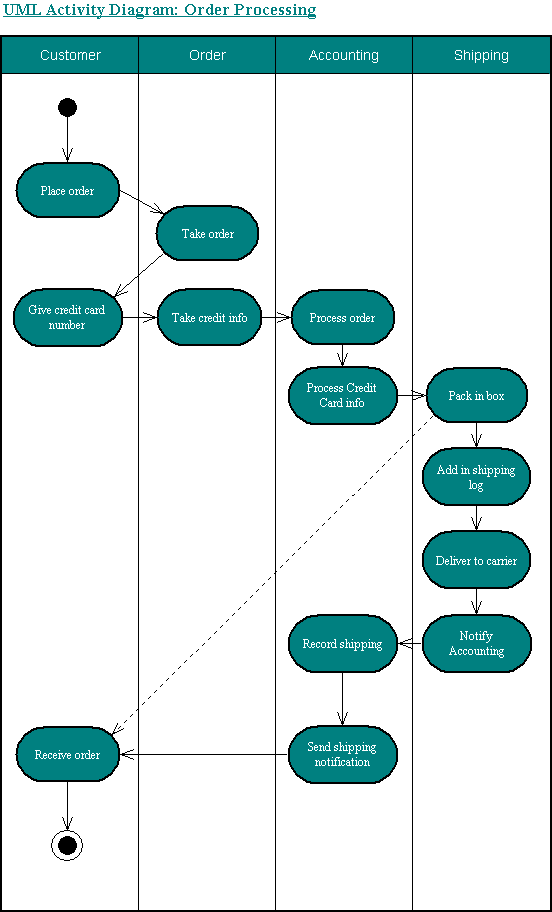 UML Activity Diagram: Order Processing
Customer
Order
Accounting
Shipping
Place order
Take order
Give credit card
number
Take credit info
Process order
Process Credit
Card info
Pack in box
Add in shipping
log
Deliver to carrier
Notify
Accounting
Record shipping
Send shipping
notification
Receive order